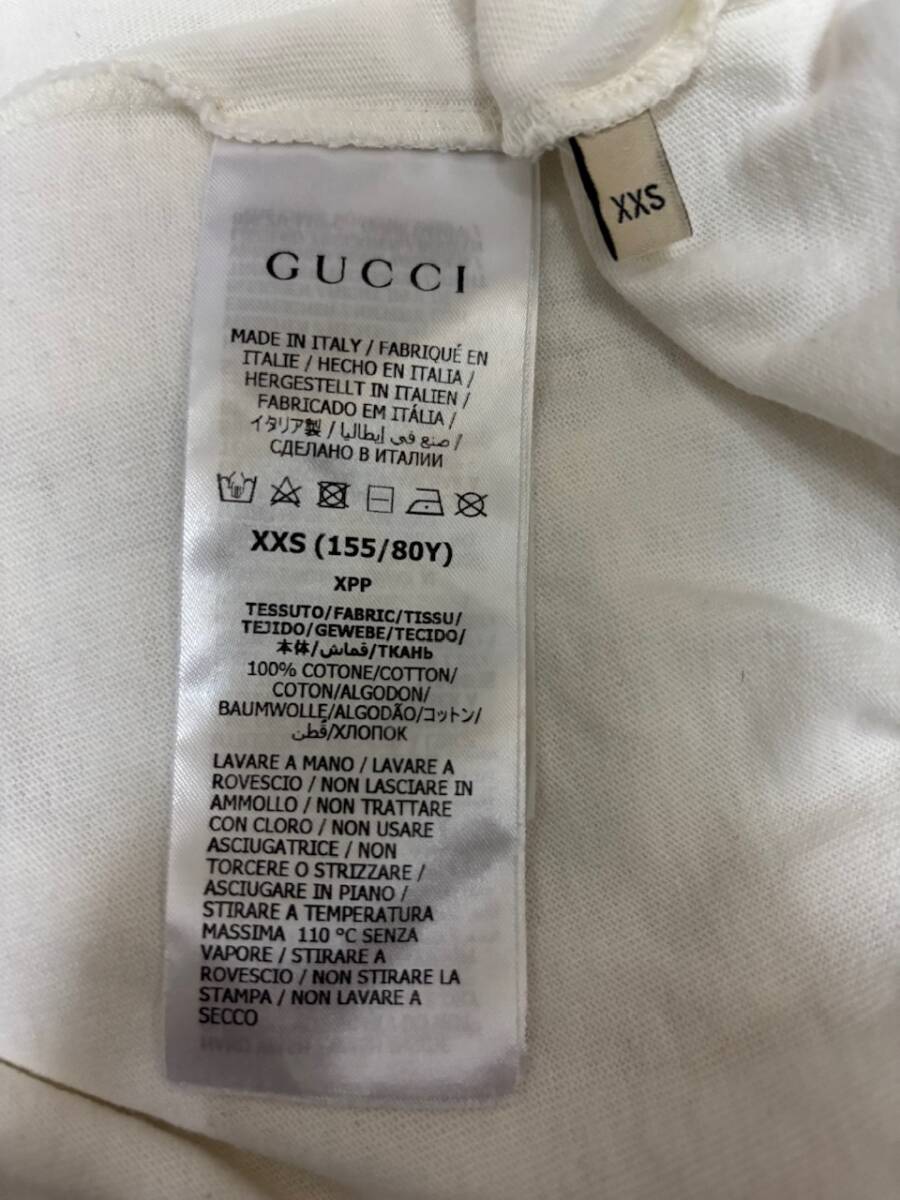 XXS
GUCCI
MADE IN ITALY / FABRIQUÉ EN
ITALIE / HECHO EN ITALIA /
HERGESTELLT IN ITALIEN /
FABRICADO EM ITÁLIA /
イタリア製 / صنع في إيطاليا /
СДЕЛАНО В ИТАЛИИ
XXS (155/80Y)
XPP
TESSUTO/FABRIC/TISSU/
TEJIDO/GEWEBE/TECIDO/
本体/قماش/ТКАНЬ
100% COTONE/COTTON/
COTON/ALGODON/
BAUMWOLLE/ALGODÃO/コットン/
قطن/ХЛОПОК
LAVARE A MANO / LAVARE A
ROVESCIO / NON LASCIARE IN
AMMOLLO / NON TRATTARE
CON CLORO / NON USARE
ASCIUGATRICE / NON
TORCERE O STRIZZARE /
ASCIUGARE IN PIANO /
STIRARE A TEMPERATURA
MASSIMA 110 °C SENZA
VAPORE / STIRARE A
ROVESCIO / NON STIRARE LA
STAMPA / NON LAVARE A
SECCO